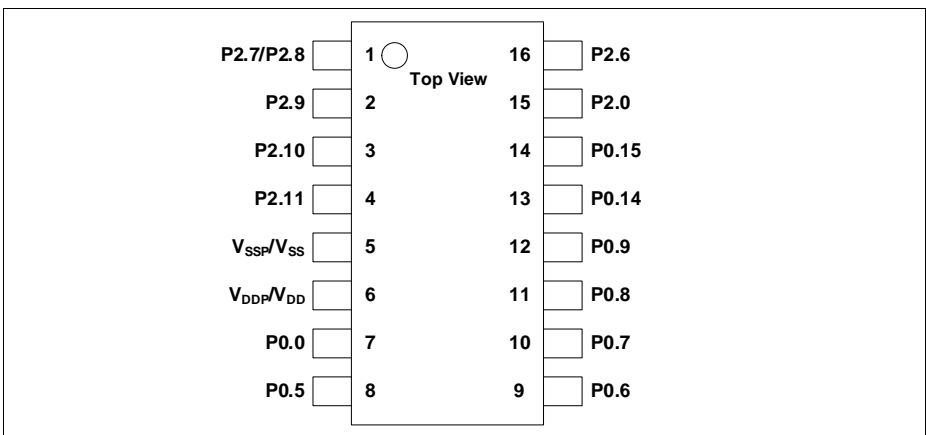 P2.7/P2.8 1 16 P2.6
Top View
P2.9 2 15 P2.0
P2.10 3 14 P0.15
P2.11 4 13 P0.14
VSSP/VSS 5 12 P0.9
VDDP/VDD 6 11 P0.8
P0.0 7 10 P0.7
P0.5 8 9 P0.6